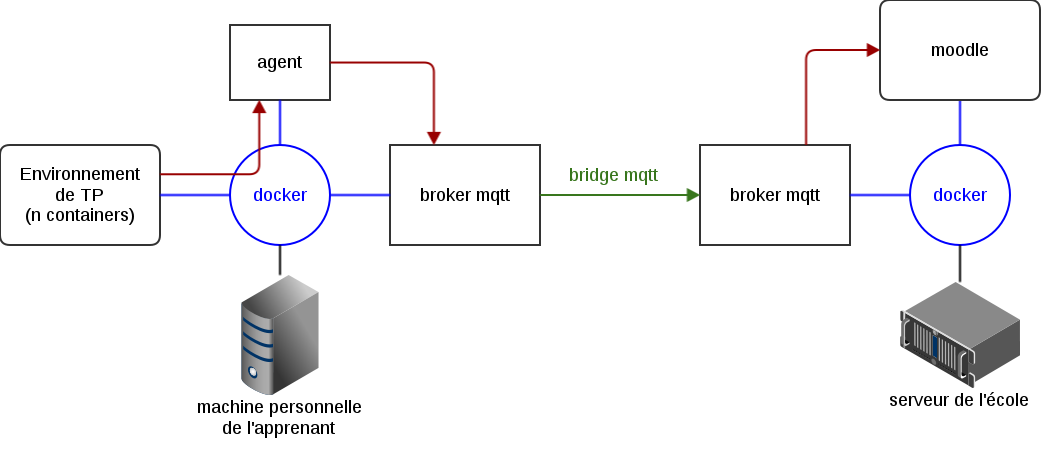 agent
moodle
Environnement
de TP
(n containers)
docker
broker mqtt
bridge mqtt
broker mqtt
docker
machine personnelle
de l'apprenant
serveur de l'école